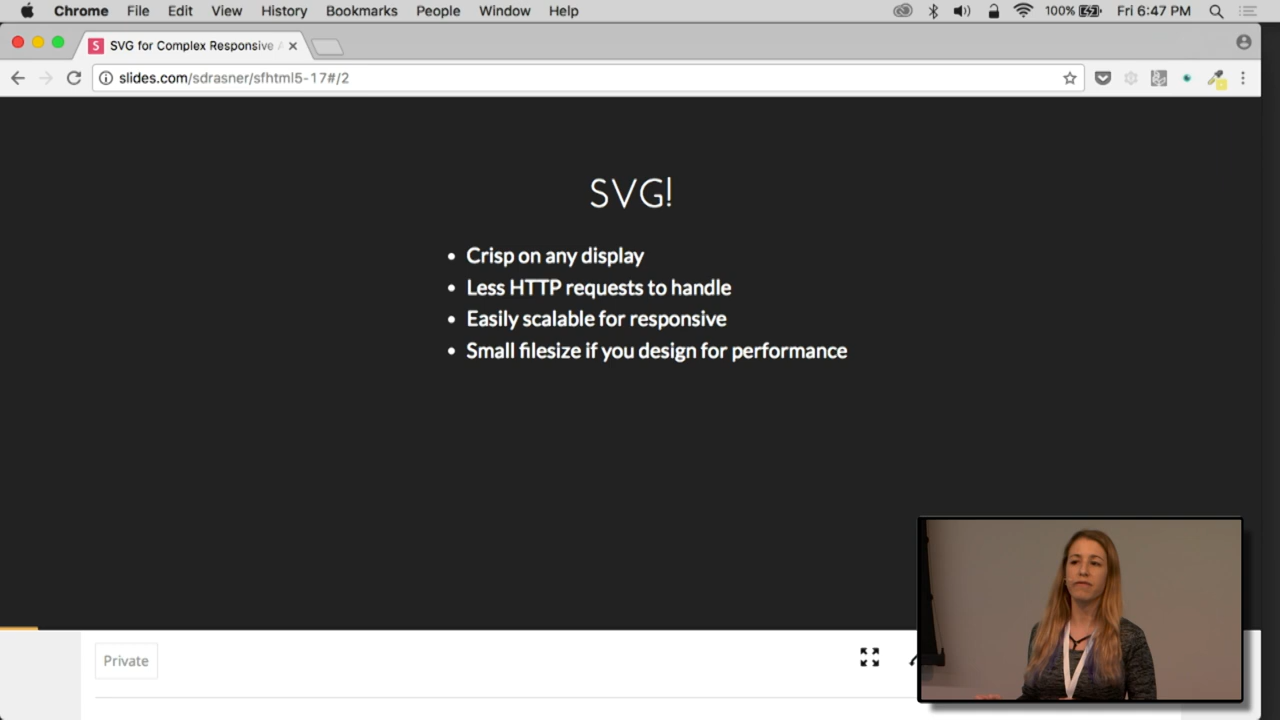 Chrome File Edit View History Bookmarks People Window Help 100% Fri 6:47 PM
S SVG for Complex Responsive
slides.com/sdrasner/sfhtml5-17#/2
SVG!
• Crisp on any display
• Less HTTP requests to handle
• Easily scalable for responsive
• Small filesize if you design for performance
Private